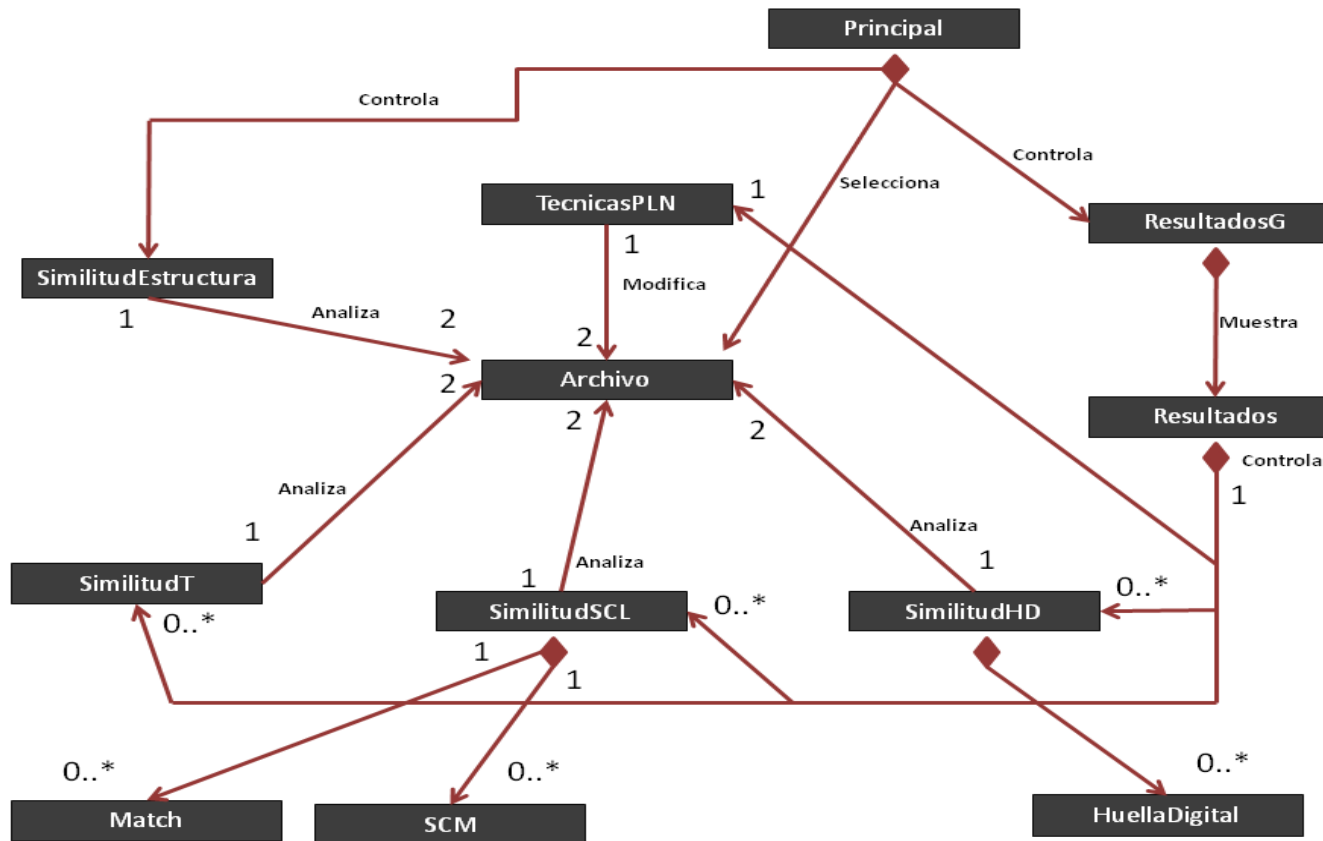 Principal
Controla
Controla
Selecciona
TecnicasPLN
1
ResultadosG
1
SimilitudEstructura
Modifica
1
Analiza
2
2
Muestra
Archivo
2
2
2
Resultados
Controla
1
Analiza
1
Analiza
1
Analiza
1
SimilitudT
0..*
SimilitudSCL
0..*
SimilitudHD
0..*
1
1
0..*
0..*
0..*
Match
SCM
HuellaDigital